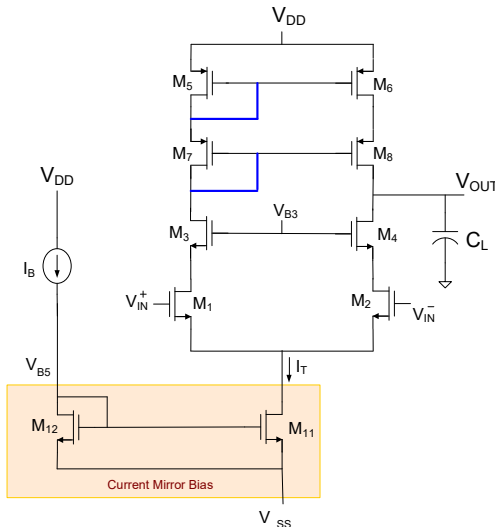 VDD
M5
M6
M7
M8
VDD
VB3
VOUT
M3
M4
CL
IB
VIN+
M1
M2
VIN−
VB5
IT
M12
M11
Current Mirror Bias
VSS